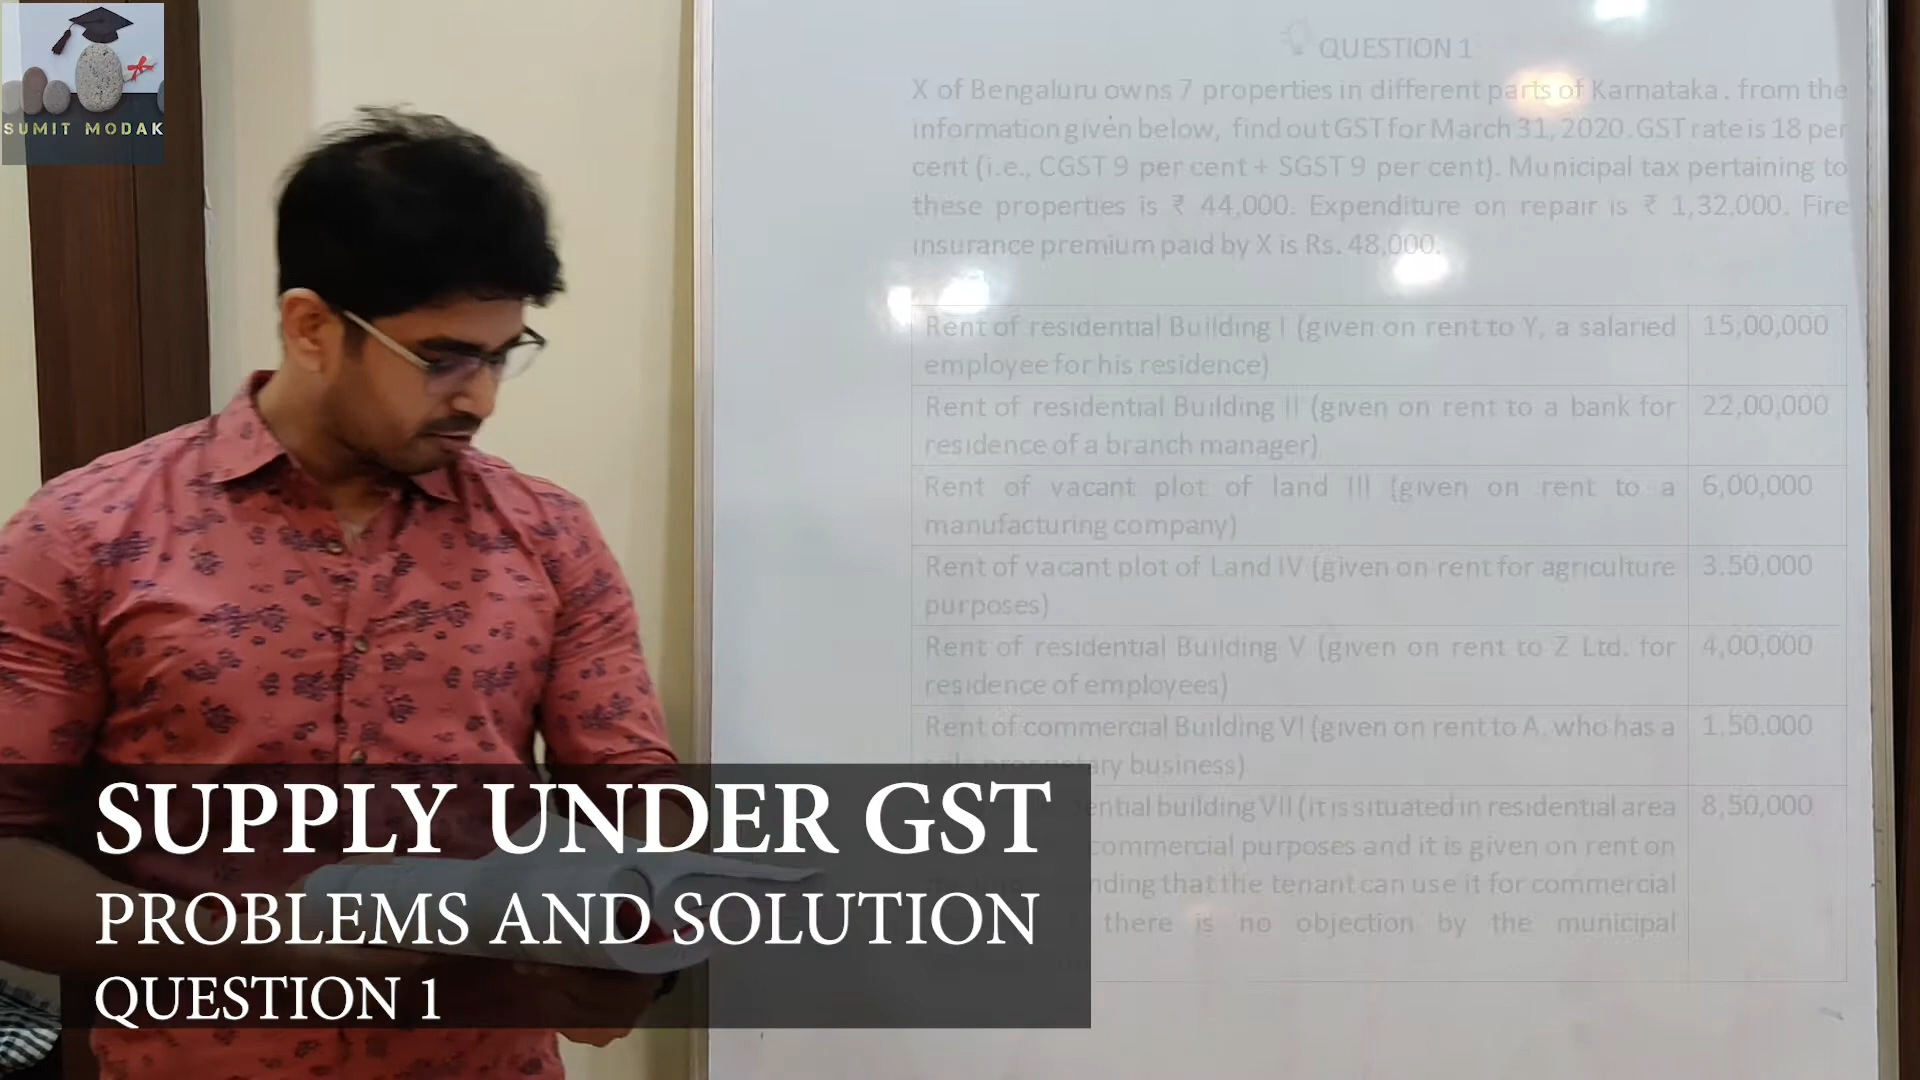 SUMIT MODAK
QUESTION 1
X of Bengaluru owns 7 properties in different parts of Karnataka. from the
information given below, find out GST for March 31, 2020. GST rate is 18 per
cent (i.e., CGST 9 per cent + SGST 9 per cent). Municipal tax pertaining to
these properties is ₹ 44,000. Expenditure on repair is ₹ 1,32,000. Fire
insurance premium paid by X is Rs. 48,000.
Rent of residential Building I (given on rent to Y, a salaried 15,00,000
employee for his residence)
Rent of residential Building II (given on rent to a bank for 22,00,000
residence of a branch manager)
Rent of vacant plot of land III (given on rent to a 6,00,000
manufacturing company)
Rent of vacant plot of Land IV (given on rent for agriculture 3.50,000
purposes)
Rent of residential Building V (given on rent to Z Ltd. for 4,00,000
residence of employees)
Rent of commercial Building VI (given on rent to A, who has a 1,50,000
business)
building VII (it is situated in residential area 8,50,000
commercial purposes and it is given on rent on
that the tenant can use it for commercial
there is no objection by the municipal
SUPPLY UNDER GST
PROBLEMS AND SOLUTION
QUESTION 1